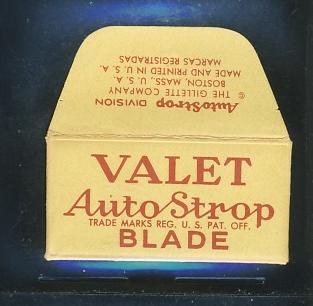 AutoStrop DIVISION
© THE GILLETTE COMPANY
BOSTON, MASS., U. S. A.
MADE AND PRINTED IN U. S. A.
MARCAS REGISTRADAS
VALET
AutoStrop
TRADE MARKS REG. U. S. PAT. OFF.
BLADE